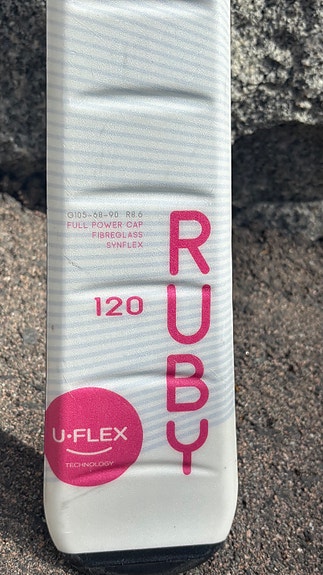 G105-68-90 R8.6
FULL POWER CAP
FIBREGLASS
SYNFLEX
120
RUBY
U•FLEX
TECHNOLOGY